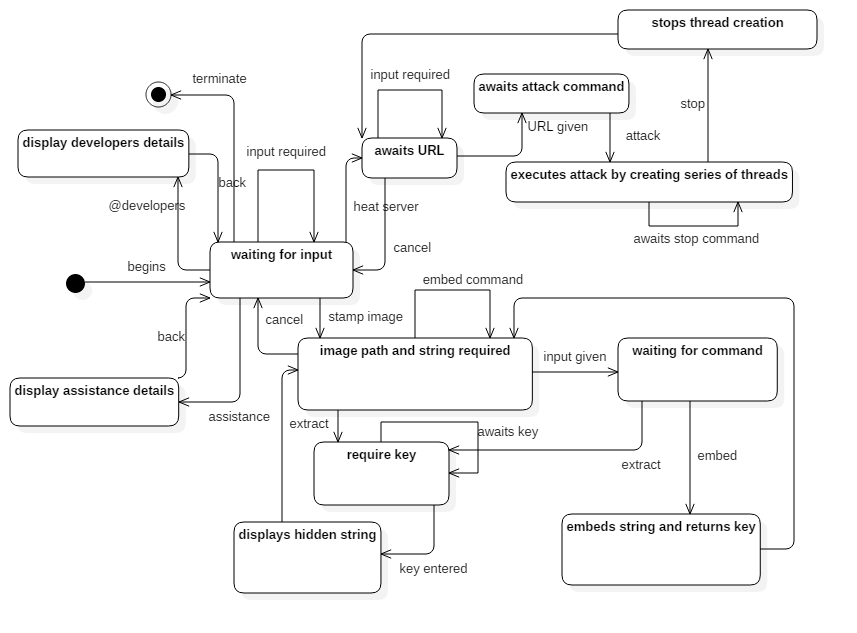 stops thread creation
terminate
input required
awaits attack command
stop
URL given
attack
display developers details
input required
awaits URL
back
executes attack by creating series of threads
@developers
heat server
awaits stop command
waiting for input
cancel
begins
embed command
cancel
stamp image
back
image path and string required
input given
waiting for command
display assistance details
assistance
extract
awaits key
require key
extract
embed
displays hidden string
embeds string and returns key
key entered